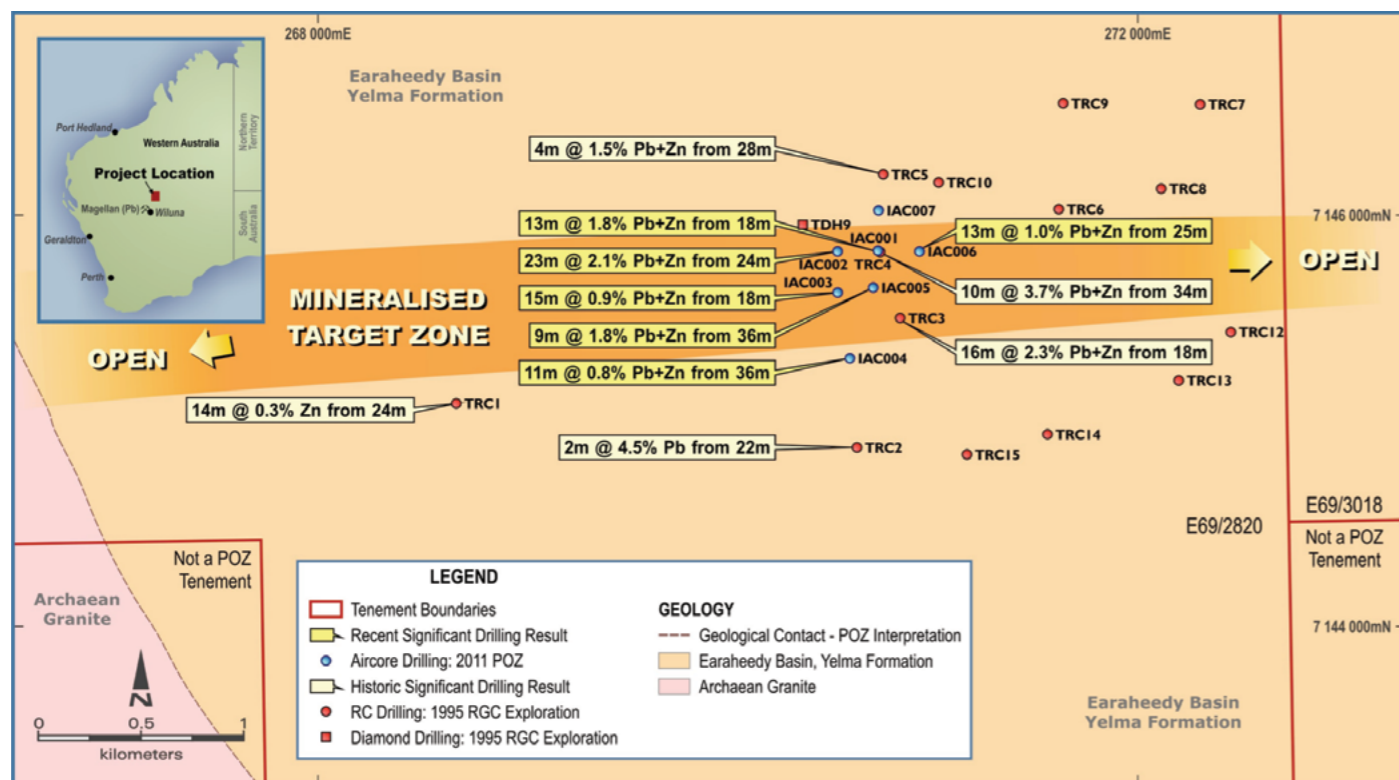 268 000mE
272 000mE
Earaheedy Basin
Yelma Formation
Port Hedland
Western Australia
Northern
Territory
Project Location
Magellan (Pb)
Wiluna
South
Australia
Geraldton
Perth
TRC9
TRC7
4m @ 1.5% Pb+Zn from 28m
TRC5
TRC10
TRC8
IAC007
TRC6
7 146 000mN
13m @ 1.8% Pb+Zn from 18m
TDH9
IAC001
13m @ 1.0% Pb+Zn from 25m
23m @ 2.1% Pb+Zn from 24m
IAC002
TRC4
IAC006
OPEN
15m @ 0.9% Pb+Zn from 18m
IAC003
IAC005
10m @ 3.7% Pb+Zn from 34m
MINERALISED
TARGET ZONE
9m @ 1.8% Pb+Zn from 36m
TRC3
TRC12
OPEN
11m @ 0.8% Pb+Zn from 36m
IAC004
16m @ 2.3% Pb+Zn from 18m
TRC13
14m @ 0.3% Zn from 24m
TRC1
2m @ 4.5% Pb from 22m
TRC2
TRC15
TRC14
E69/3018
E69/2820
Not a POZ
Tenement
Not a POZ
Tenement
Archaean
Granite
N
0
0.5
1
kilometers
LEGEND
Tenement Boundaries
Recent Significant Drilling Result
Aircore Drilling: 2011 POZ
Historic Significant Drilling Result
RC Drilling: 1995 RGC Exploration
Diamond Drilling: 1995 RGC Exploration
GEOLOGY
Geological Contact - POZ Interpretation
Earaheedy Basin, Yelma Formation
Archaean Granite
7 144 000mN
Earaheedy Basin
Yelma Formation